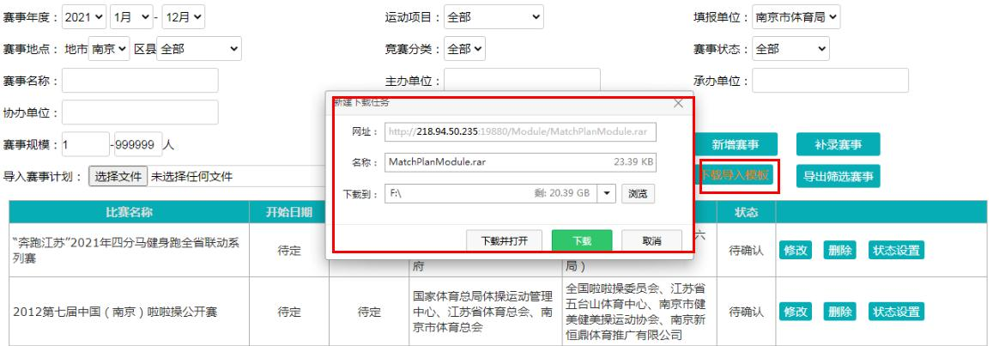 赛事年度： 2021 1月 - 12月 运动项目： 全部 填报单位： 南京市体育局
赛事地点： 地市 南京 区县 全部 竞赛分类： 全部 赛事状态： 全部
赛事名称： 主办单位： 承办单位：
协办单位：
赛事规模： 1 -999999 人
新增赛事 补录赛事
导入赛事计划： 选择文件 未选择任何文件
下载导入模板 导出筛选赛事
新建下载任务
网址： http://218.94.50.235:19880/Module/MatchPlanModule.rar
名称： MatchPlanModule.rar 23.39 KB
下载到： F:\ 剩: 20.39 GB 浏览
下载并打开 下载 取消
比赛名称 开始日期 状态
“奔跑江苏”2021年四分马健身跑全省联动系
列赛
待定
府
六
局）
待确认 修改 删除 状态设置
2012第七届中国（南京）啦啦操公开赛 待定 待定
国家体育总局体操运动管理
中心、江苏省体育总会、南
京市体育总会
全国啦啦操委员会、江苏省
五台山体育中心、南京市健
美健美操运动协会、南京新
恒鼎体育推广有限公司
待确认 修改 删除 状态设置